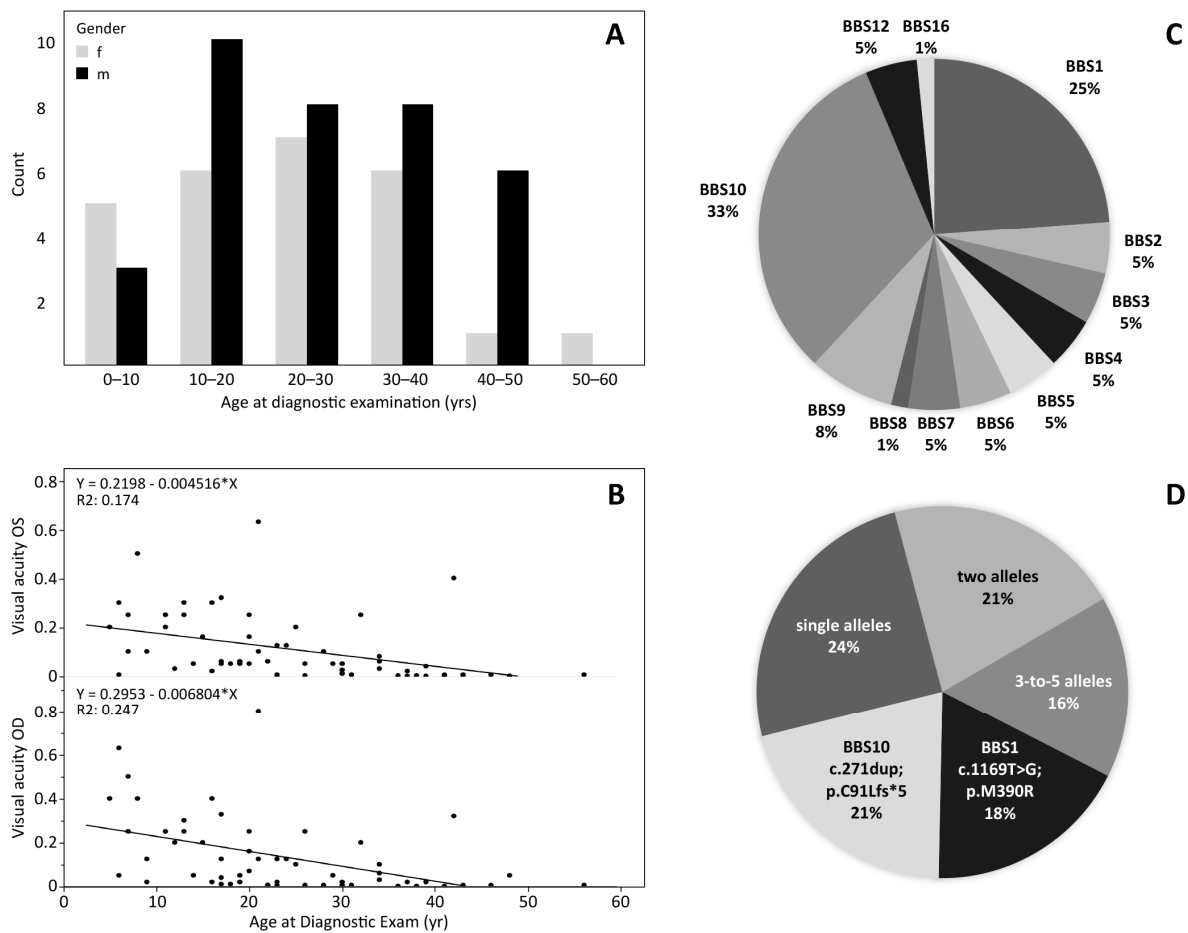 Gender
f
m
A
10
8
6
4
2
Count
0–10 10–20 20–30 30–40 40–50 50–60
Age at diagnostic examination (yrs)
B
Y = 0.2198 - 0.004516*X
R2: 0.174
0.8
0.6
0.4
0.2
0
Visual acuity OS
Y = 0.2953 - 0.006804*X
R2: 0.247
0.8
0.6
0.4
0.2
0
Visual acuity OD
0 10 20 30 40 50 60
Age at Diagnostic Exam (yr)
C
BBS12
5%
BBS16
1%
BBS1
25%
BBS2
5%
BBS3
5%
BBS4
5%
BBS5
5%
BBS6
5%
BBS7
5%
BBS8
1%
BBS9
8%
BBS10
33%
D
two alleles
21%
single alleles
24%
3-to-5 alleles
16%
BBS10
c.271dup;
p.C91Lfs*5
21%
BBS1
c.1169T>G;
p.M390R
18%